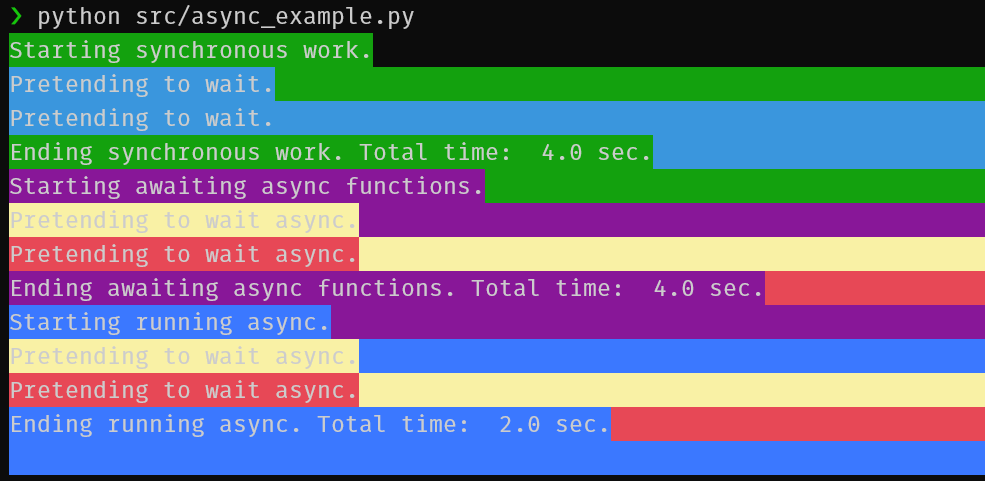 ❯ python src/async_example.py
Starting synchronous work.
Pretending to wait.
Pretending to wait.
Ending synchronous work. Total time:  4.0 sec.
Starting awaiting async functions.
Pretending to wait async.
Pretending to wait async.
Ending awaiting async functions. Total time:  4.0 sec.
Starting running async.
Pretending to wait async.
Pretending to wait async.
Ending running async. Total time:  2.0 sec.